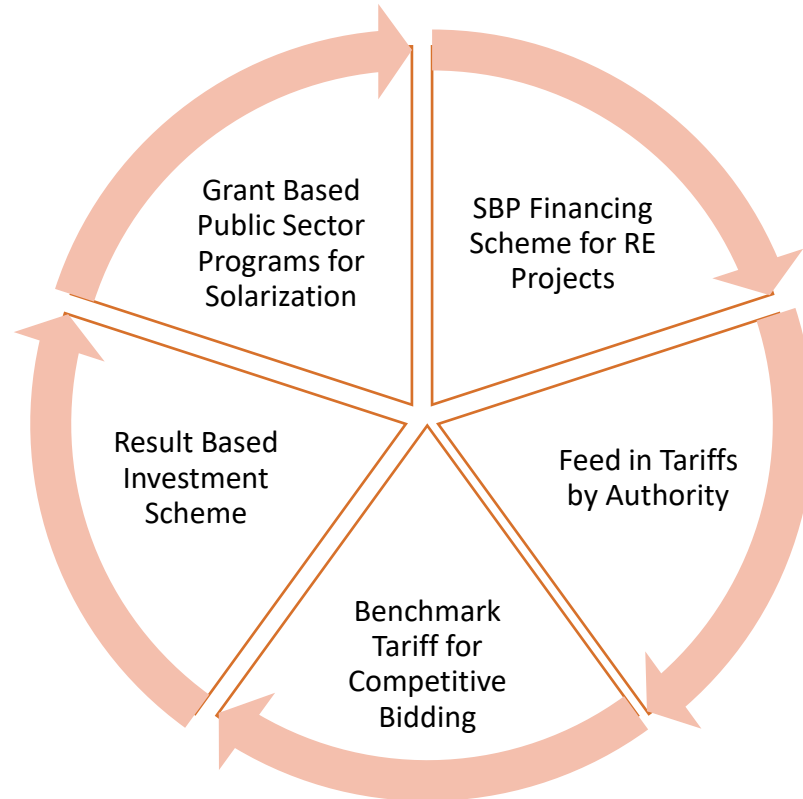 Grant Based
Public Sector
Programs for
Solarization
SBP Financing
Scheme for RE
Projects
Feed in Tariffs
by Authority
Benchmark
Tariff for
Competitive
Bidding
Result Based
Investment
Scheme